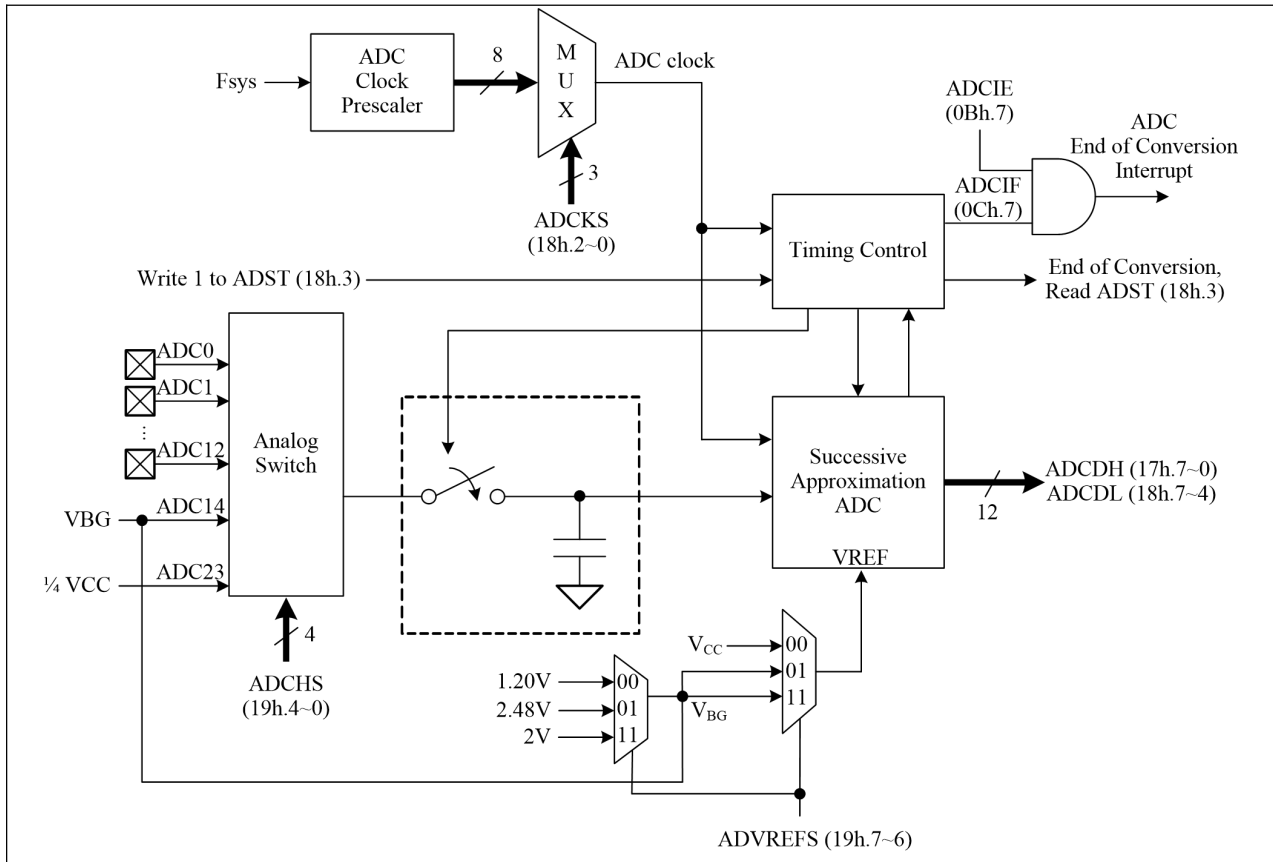 Fsys
ADC
Clock
Prescaler
8
M
U
X
ADC clock
3
ADCKS
(18h.2~0)
ADCIE
(0Bh.7)
ADC
End of Conversion
Interrupt
ADCIF
(0Ch.7)
Timing Control
Write 1 to ADST (18h.3)
End of Conversion,
Read ADST (18h.3)
ADC0
ADC1
...
ADC12
VBG
ADC14
¼ VCC
ADC23
Analog
Switch
4
ADCHS
(19h.4~0)
Successive
Approximation
ADC
VREF
12
ADCDH (17h.7~0)
ADCDL (18h.7~4)
1.20V
2.48V
2V
00
01
11
VCC
VBG
00
01
11
ADVREFS (19h.7~6)